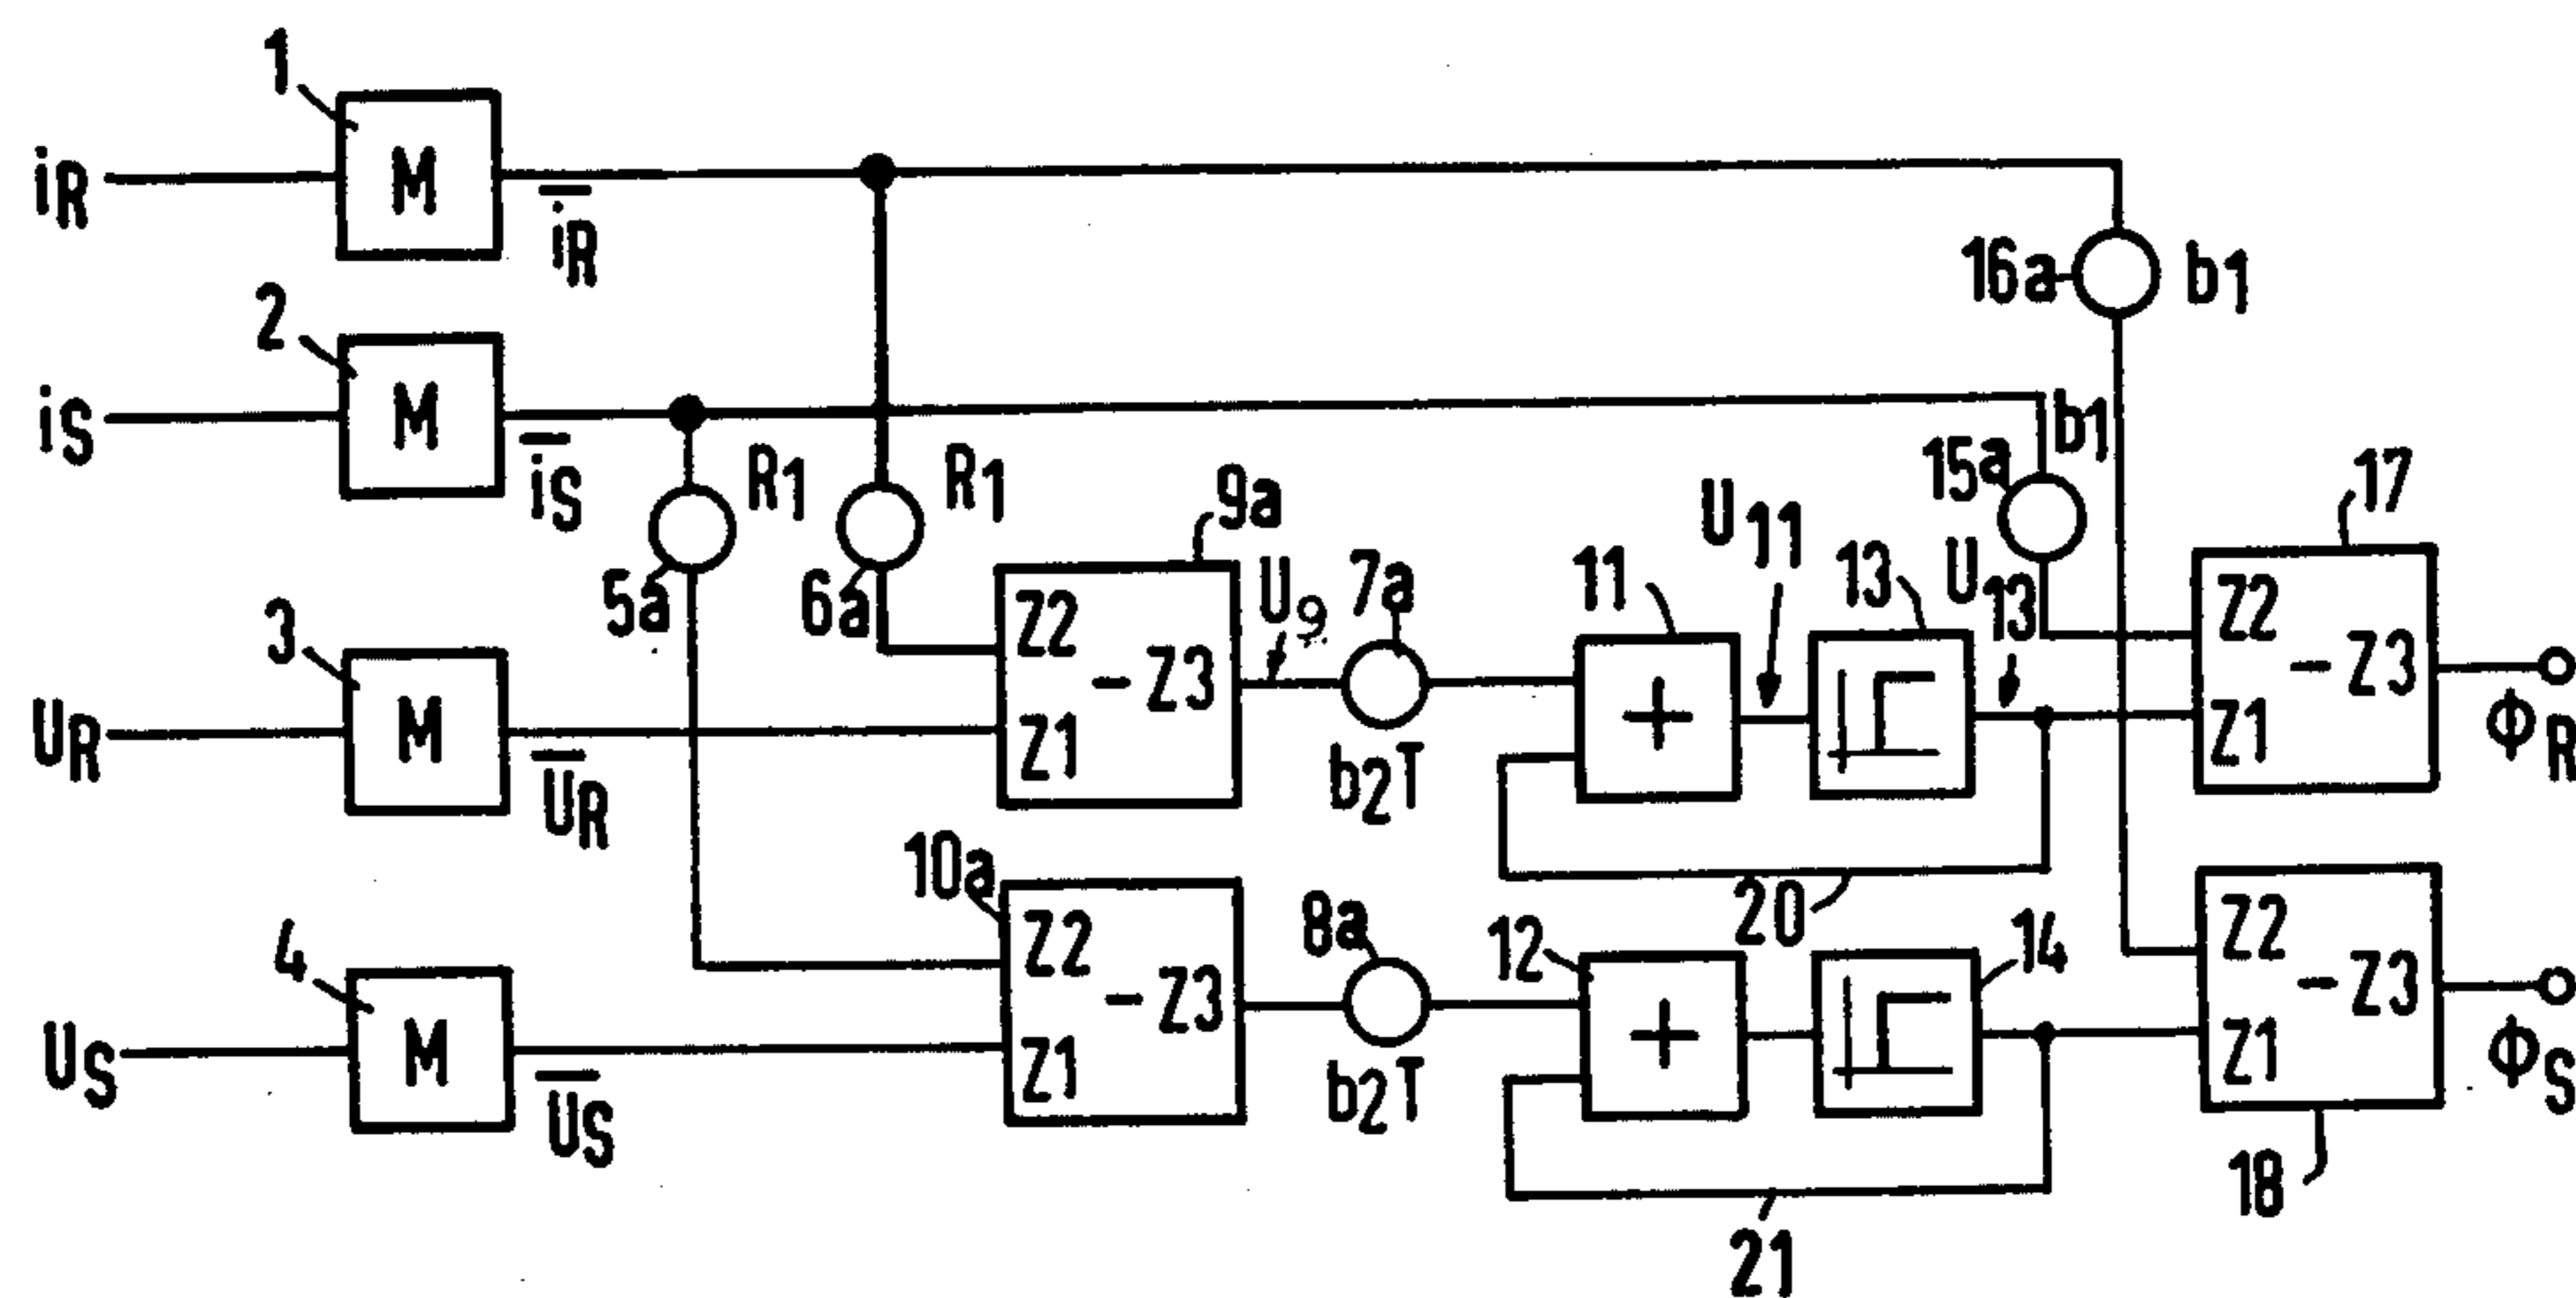 1
iR
M
iR
16a
b1
2
iS
M
iS
R1
R1
5a
6a
9a
15a
b1
17
3
UR
M
UR
Z2
Z1
-Z3
U9
7a
b2T
11
+
U11
13
U13
20
Z2
Z1
-Z3
ΦR
4
US
M
US
10a
Z2
Z1
-Z3
8a
b2T
12
+
14
21
Z2
Z1
-Z3
ΦS
18